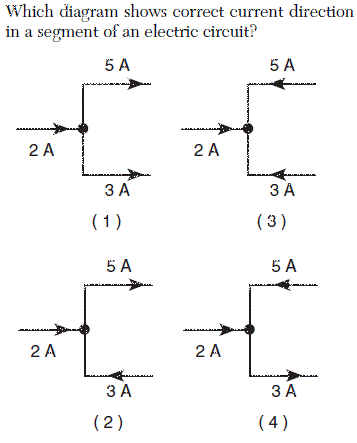 Which diagram shows correct current direction
in a segment of an electric circuit?
5 A
5 A
2 A
2 A
3 A
3 A
( 1 )
( 3 )
5 A
5 A
2 A
2 A
3 A
3 A
( 2 )
( 4 )